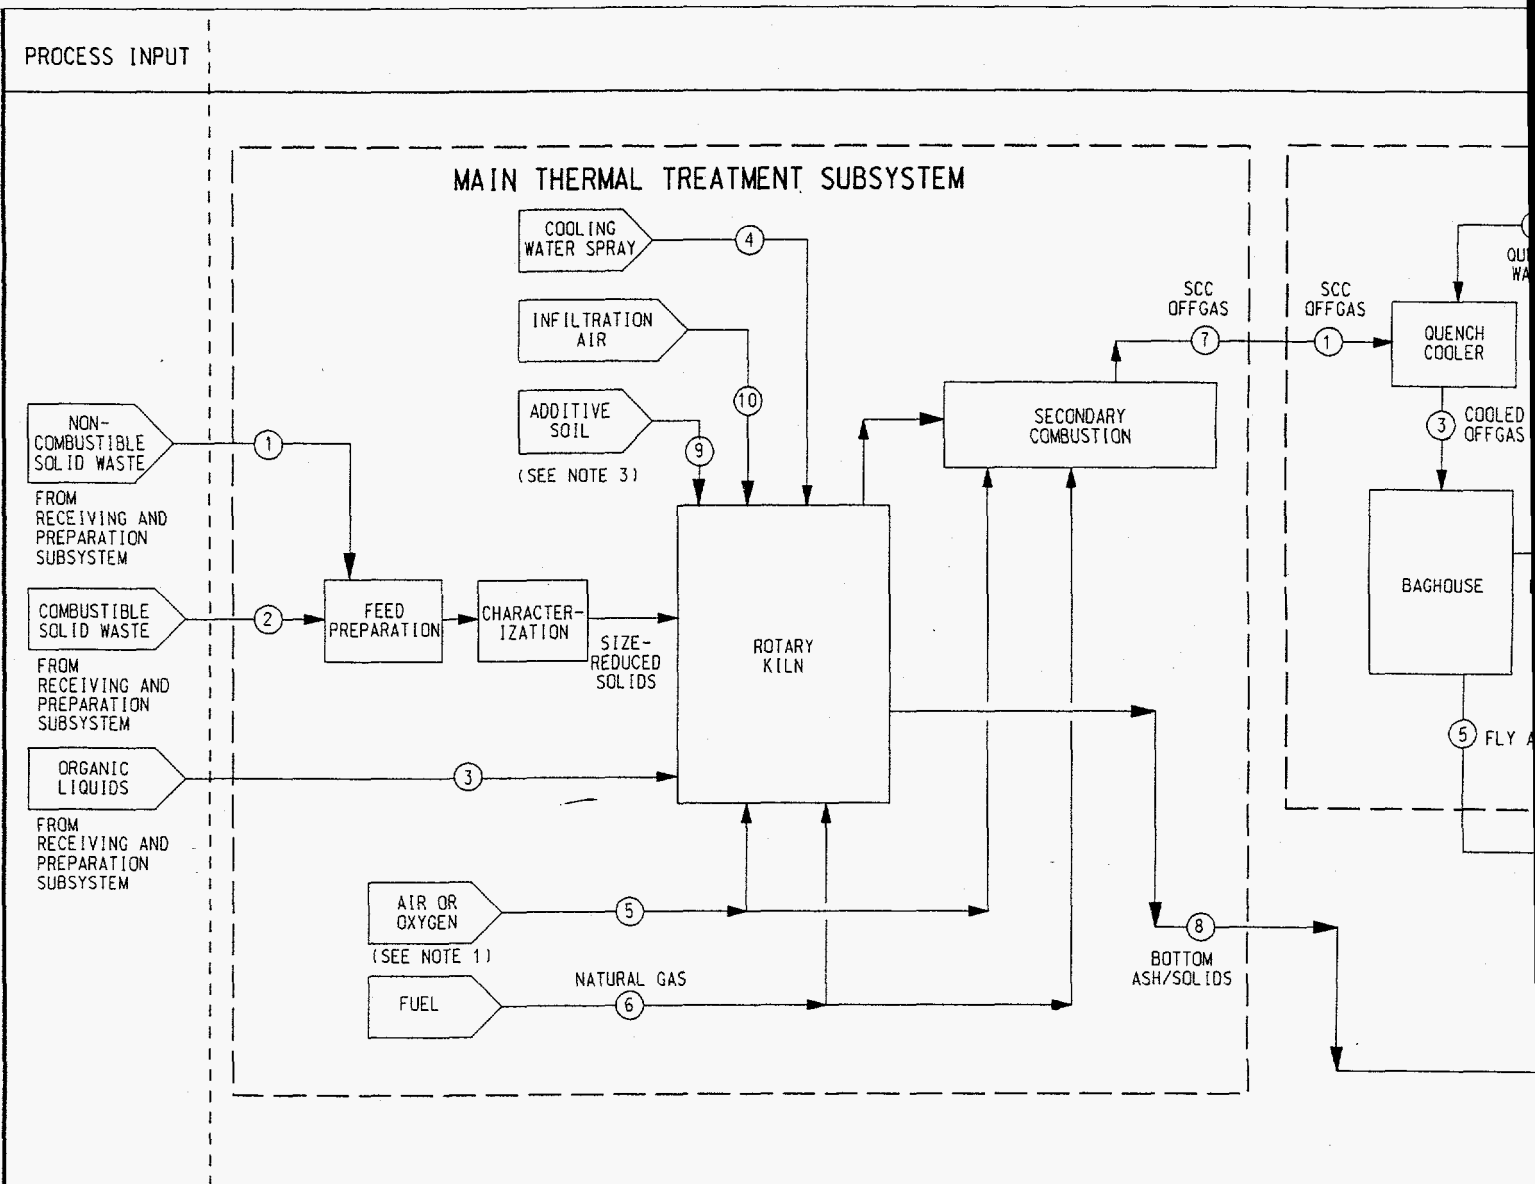 PROCESS INPUT
MAIN THERMAL TREATMENT SUBSYSTEM
COOLING
WATER SPRAY
4
INFILTRATION
AIR
10
ADDITIVE
SOIL
9
(SEE NOTE 3)
NON-
COMBUSTIBLE
SOLID WASTE
1
FROM
RECEIVING AND
PREPARATION
SUBSYSTEM
COMBUSTIBLE
SOLID WASTE
2
FROM
RECEIVING AND
PREPARATION
SUBSYSTEM
ORGANIC
LIQUIDS
3
FROM
RECEIVING AND
PREPARATION
SUBSYSTEM
FEED
PREPARATION
CHARACTER-
IZATION
SIZE-
REDUCED
SOLIDS
ROTARY
KILN
SECONDARY
COMBUSTION
SCC
OFFGAS
7
AIR OR
OXYGEN
(SEE NOTE 1)
5
FUEL
NATURAL GAS
6
8
BOTTOM
ASH/SOLIDS
SCC
OFFGAS
1
QUENCH
COOLER
3
COOLED
OFFGAS
BAGHOUSE
5
FLY